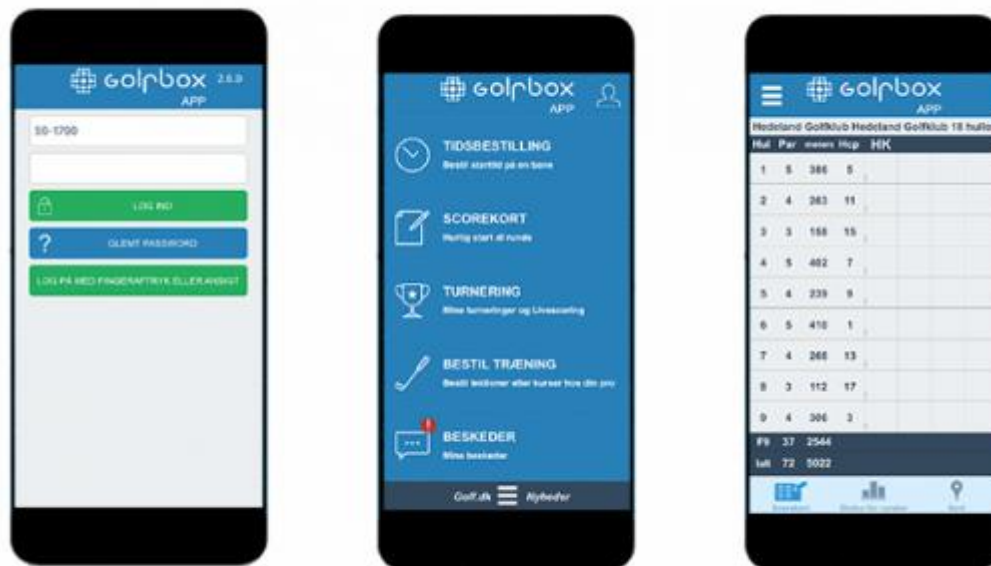 GOLFBOX 2.6.0
APP
50-1700
LOG IND
GLEMT PASSWORD
LOG PÅ MED FINGERAFTRYK ELLER ANSIGT
GOLFBOX
APP
TIDSBESTILLING
Bestil starttid på en bane
SCOREKORT
Hurtig start af runde
TURNERING
Mine turneringer og Livescoring
BESTIL TRÆNING
Bestil lektioner eller kurser hos din pro
BESKEDER
Mine beskeder
Golf.dk Nyheder
GOLFBOX
APP
Hedeland Golfklub Hedeland Golfklub 18 huller
Hul Par meters Hcp HK
1 5 386 5
2 4 263 11
3 3 158 15
4 5 402 7
5 4 239 9
6 5 410 1
7 4 268 13
8 3 112 17
9 4 306 3
37 2544
72 5022
Scorekort